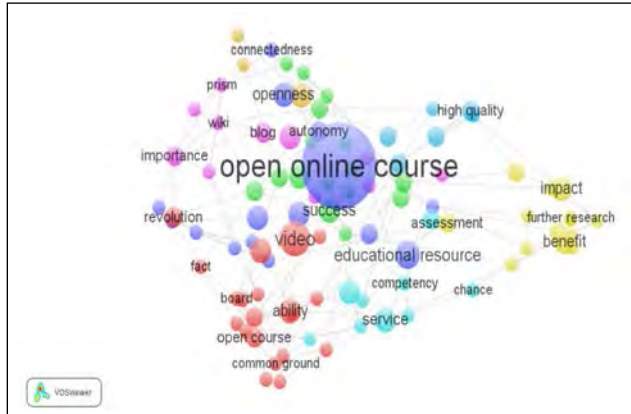 connectedness
prism
openness
high quality
wiki
blog
autonomy
importance
open online course
impact
revolution
success
assessment
further research
video
benefit
fact
educational resource
board
competency
chance
ability
service
open course
common ground
VOSviewer